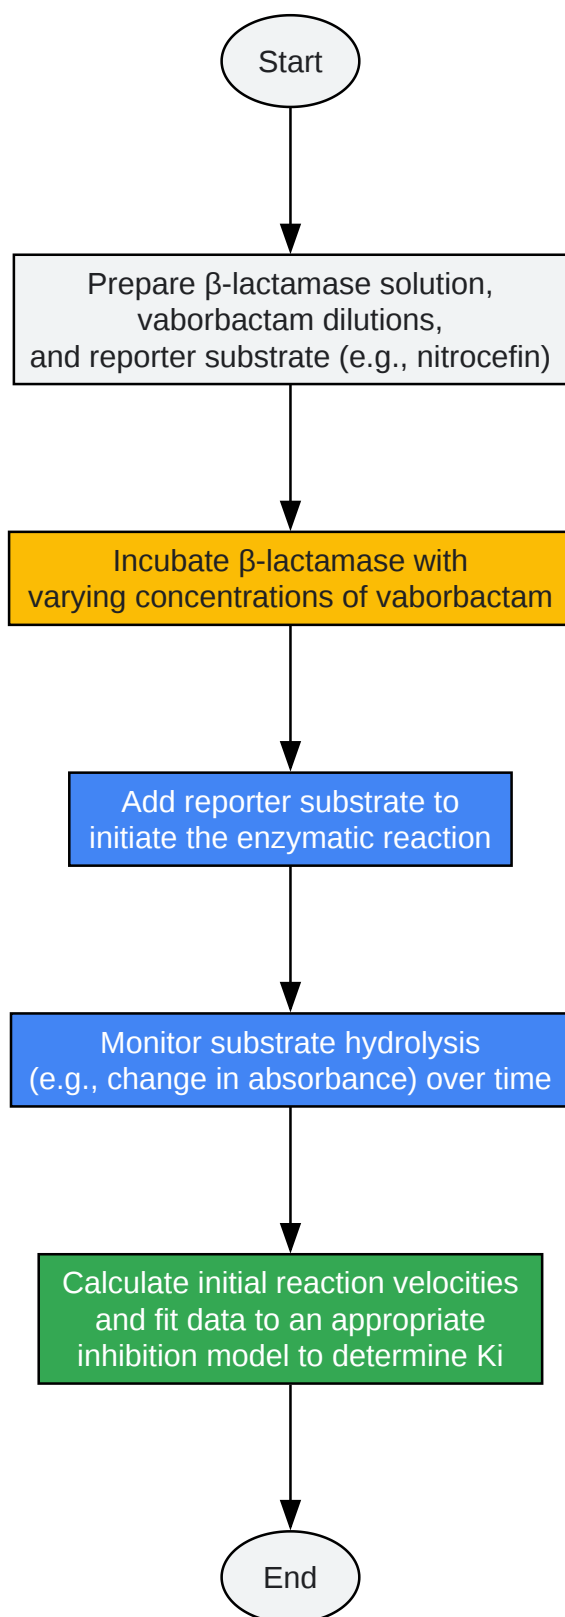 Start
Prepare β-lactamase solution,
vaborbactam dilutions,
and reporter substrate (e.g., nitrocefin)
Incubate β-lactamase with
varying concentrations of vaborbactam
Add reporter substrate to
initiate the enzymatic reaction
Monitor substrate hydrolysis
(e.g., change in absorbance) over time
Calculate initial reaction velocities
and fit data to an appropriate
inhibition model to determine Ki
End